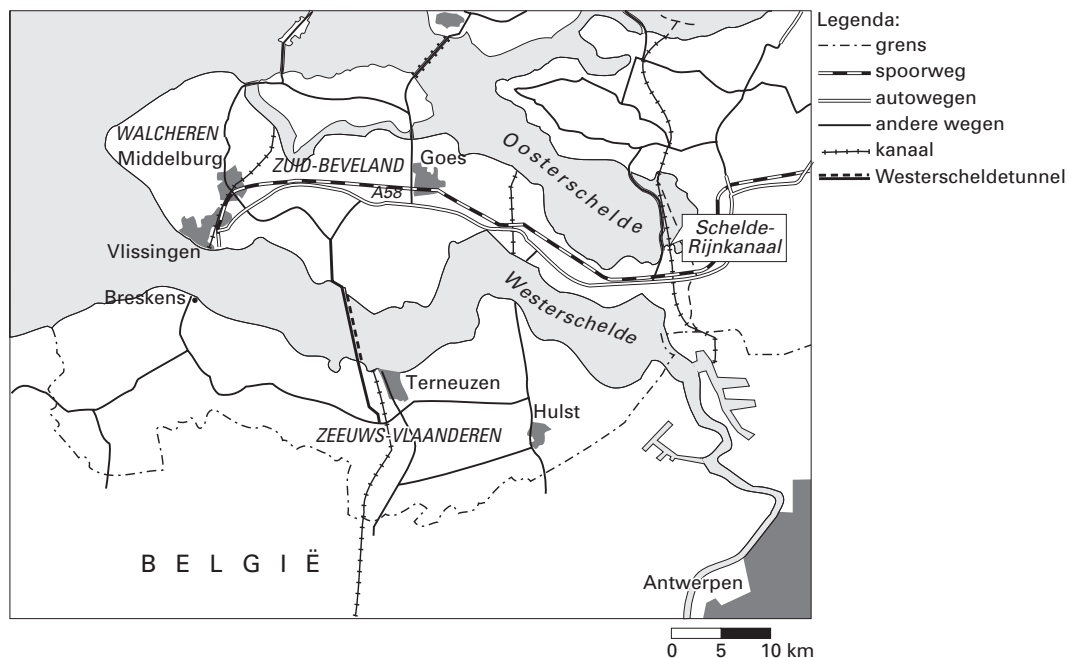 Legenda:
grens
spoorweg
autowegen
andere wegen
kanaal
Westerscheldetunnel
WALCHEREN
Middelburg
ZUID-BEVELAND
Goes
A58
Oosterschelde
Schelde-
Rijnkanaal
Vlissingen
Breskens
Westerschelde
Terneuzen
Hulst
ZEEUWS-VLAANDEREN
BELGIË
Antwerpen
0 5 10 km